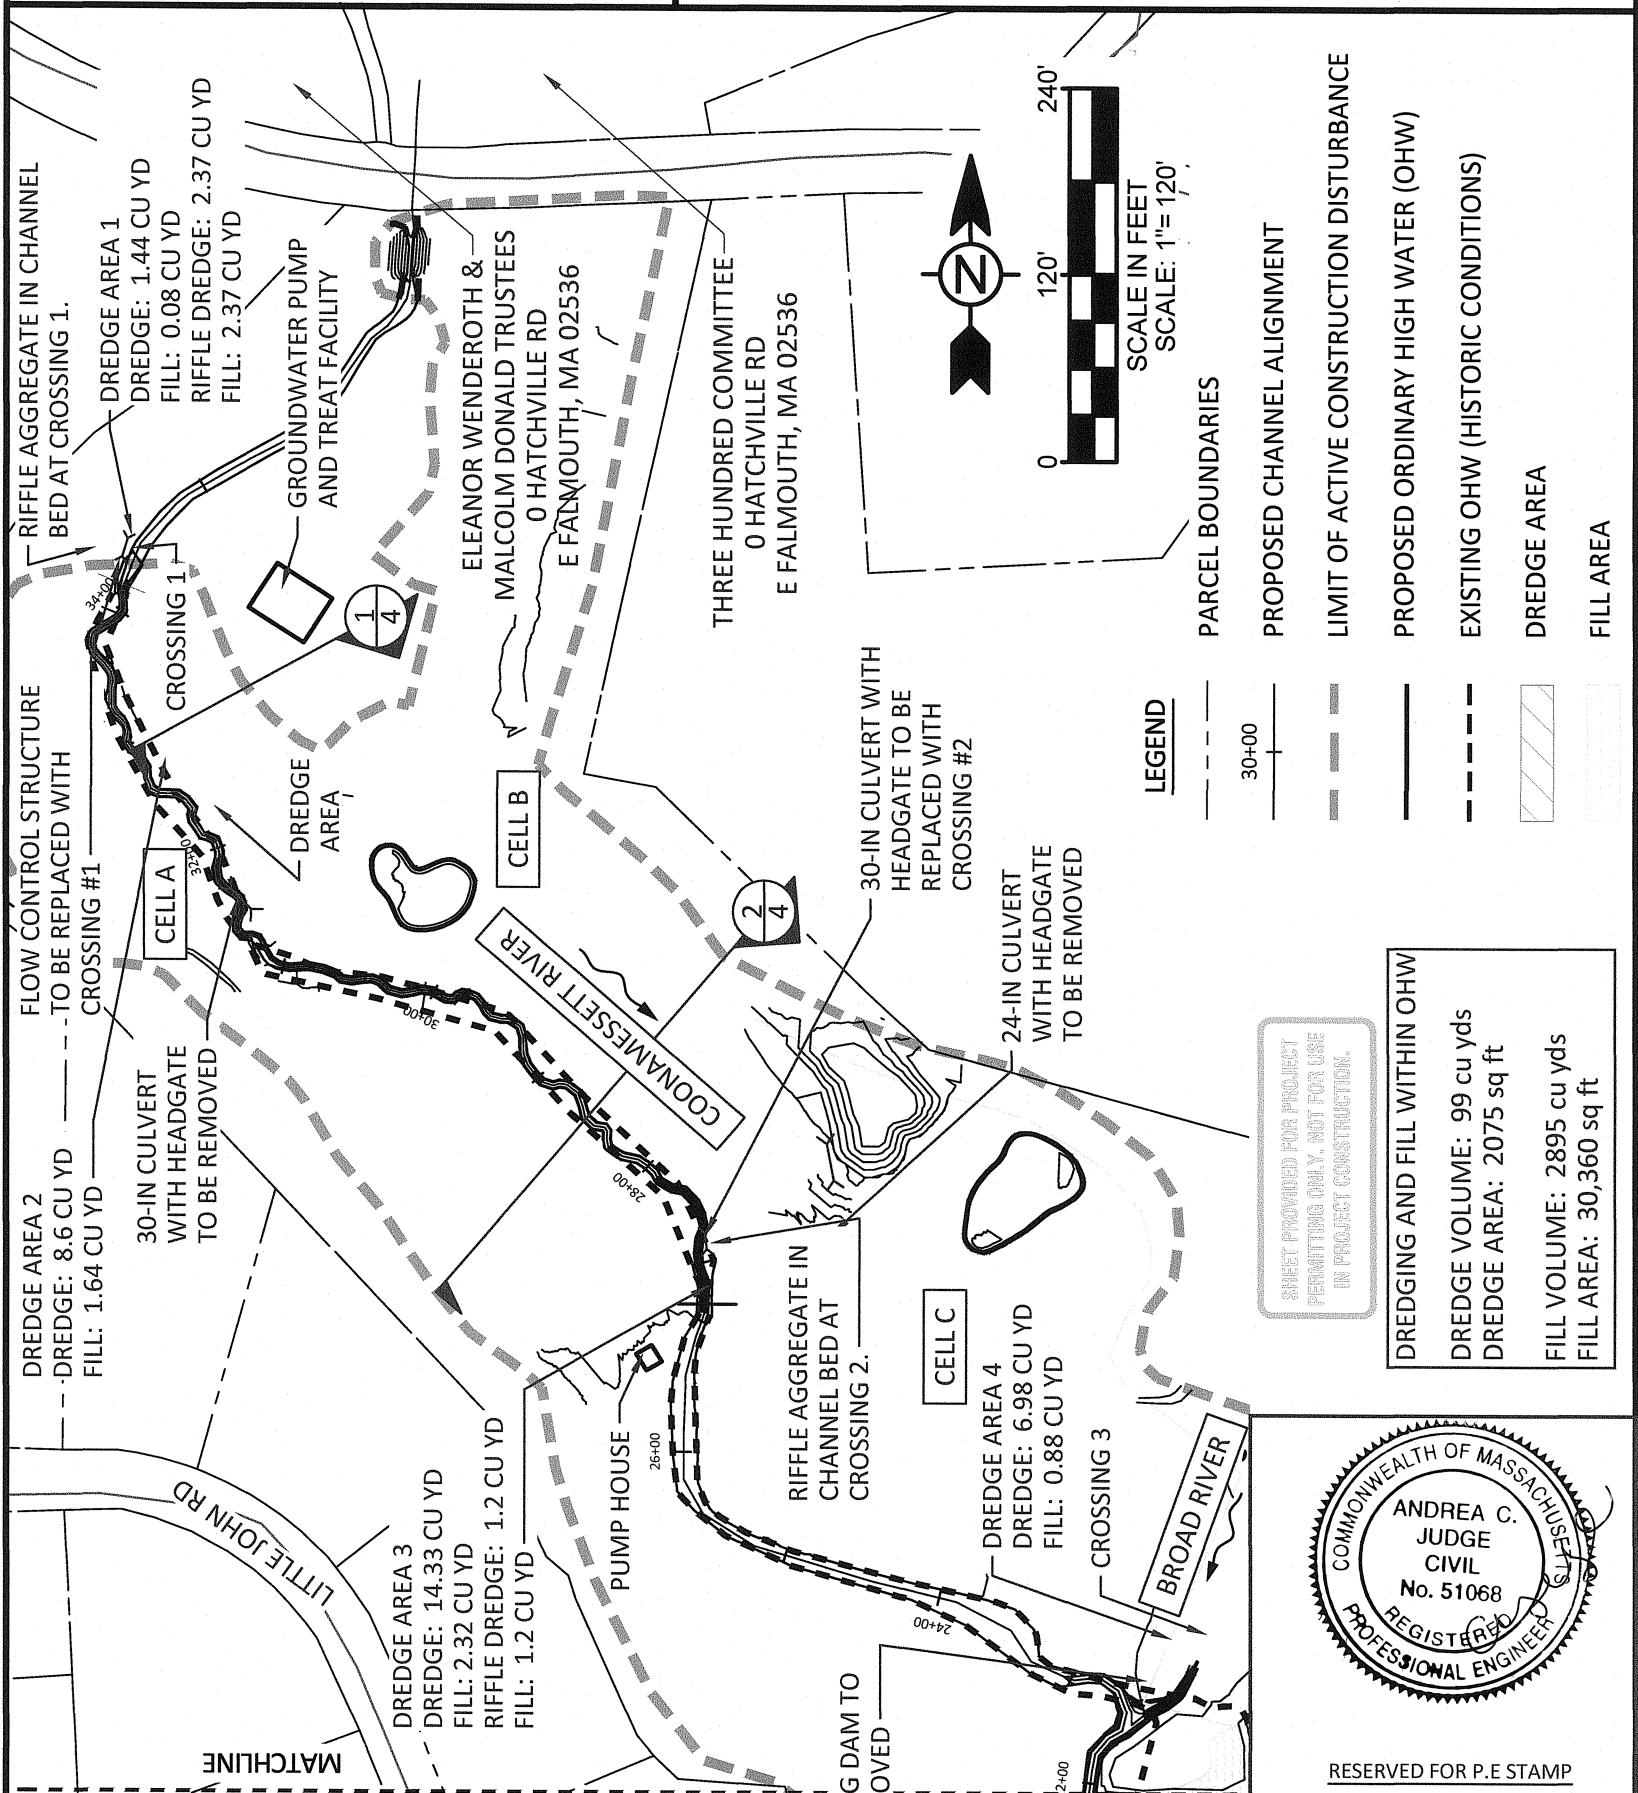 RIFFLE AGGREGATE IN CHANNEL
BED AT CROSSING 1.
DREDGE AREA 1
DREDGE: 1.44 CU YD
FILL: 0.08 CU YD
RIFFLE DREDGE: 2.37 CU YD
FILL: 2.37 CU YD
GROUNDWATER PUMP
AND TREAT FACILITY
ELEANOR WENDEROTH &
MALCOLM DONALD TRUSTEES
0 HATCHVILLE RD
E FALMOUTH, MA 02536
THREE HUNDRED COMMITTEE
0 HATCHVILLE RD
E FALMOUTH, MA 02536
N
0
120'
240'
SCALE IN FEET
SCALE: 1"= 120'
FLOW CONTROL STRUCTURE
TO BE REPLACED WITH
CROSSING #1
34+00
CROSSING 1
1
4
DREDGE
AREA
CELL A
32+00
CELL B
COONAMESSETT RIVER
2
4
30-IN CULVERT WITH
HEADGATE TO BE
REPLACED WITH
CROSSING #2
24-IN CULVERT
WITH HEADGATE
TO BE REMOVED
DREDGE AREA 2
DREDGE: 8.6 CU YD
FILL: 1.64 CU YD
30-IN CULVERT
WITH HEADGATE
TO BE REMOVED
30+00
28+00
RIFFLE AGGREGATE IN
CHANNEL BED AT
CROSSING 2.
CELL C
LITTLE JOHN RD
DREDGE AREA 3
DREDGE: 14.33 CU YD
FILL: 2.32 CU YD
RIFFLE DREDGE: 1.2 CU YD
FILL: 1.2 CU YD
PUMP HOUSE
26+00
DREDGE AREA 4
DREDGE: 6.98 CU YD
FILL: 0.88 CU YD
CROSSING 3
BROAD RIVER
24+00
MATCHLINE
G DAM TO
OVED
2+00
LEGEND
PARCEL BOUNDARIES
30+00
PROPOSED CHANNEL ALIGNMENT
LIMIT OF ACTIVE CONSTRUCTION DISTURBANCE
PROPOSED ORDINARY HIGH WATER (OHW)
EXISTING OHW (HISTORIC CONDITIONS)
DREDGE AREA
FILL AREA
SHEET PROVIDED FOR PROJECT
PERMITTING ONLY. NOT FOR USE
IN PROJECT CONSTRUCTION.
DREDGING AND FILL WITHIN OHW
DREDGE VOLUME: 99 cu yds
DREDGE AREA: 2075 sq ft
FILL VOLUME: 2895 cu yds
FILL AREA: 30,360 sq ft
COMMONWEALTH OF MASSACHUSETTS
ANDREA C.
JUDGE
CIVIL
No. 51068
REGISTERED
PROFESSIONAL ENGINEER
RESERVED FOR P.E STAMP